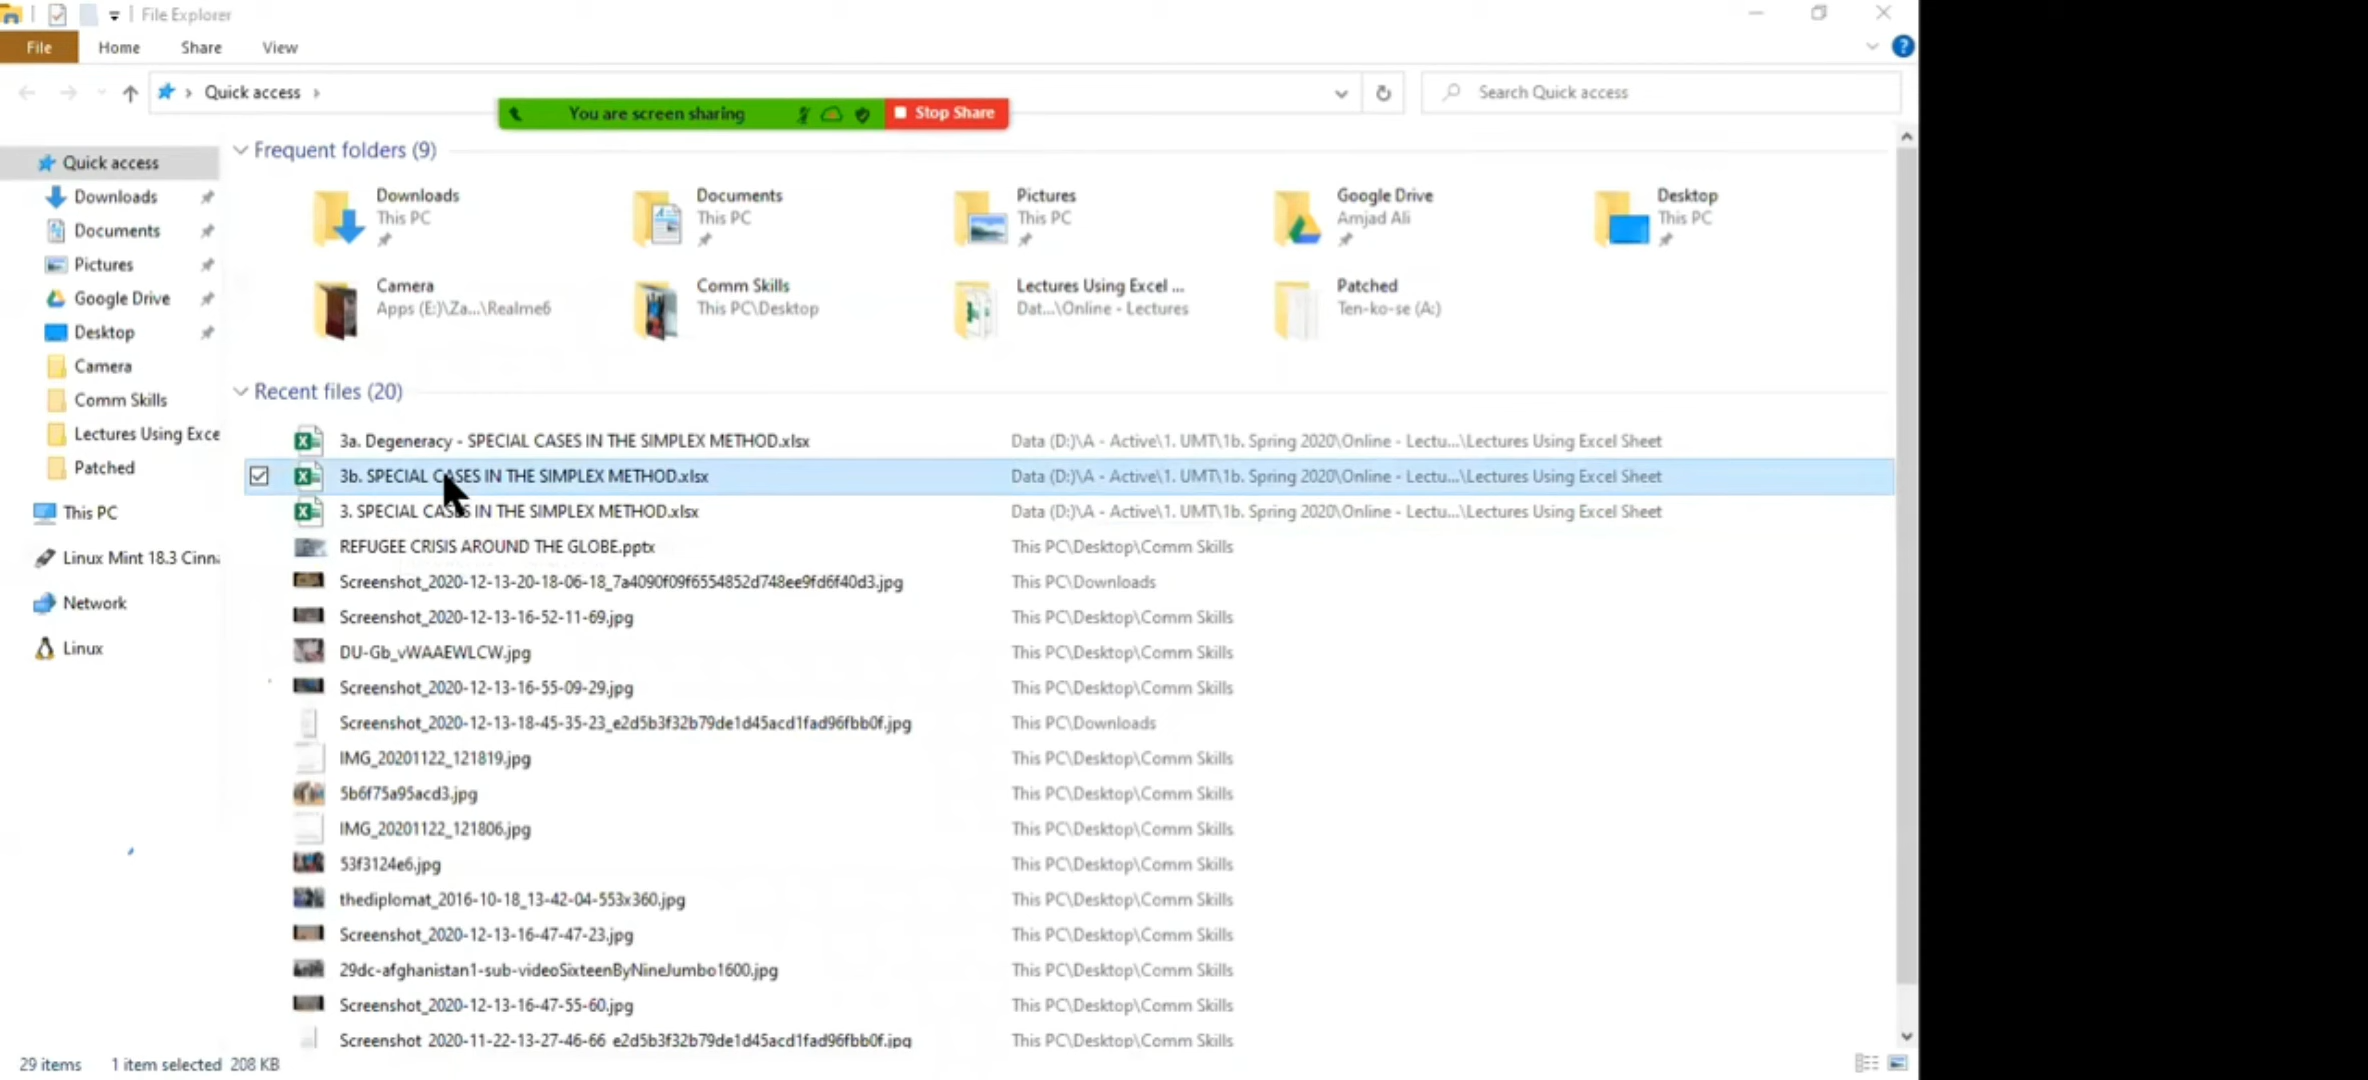 File Explorer
File Home Share View
Quick access
Search Quick access
You are screen sharing
Stop Share
Quick access
Downloads
Documents
Pictures
Google Drive
Desktop
Camera
Comm Skills
Lectures Using Exce
Patched
This PC
Linux Mint 18.3 Cinn
Network
Linux
Frequent folders (9)
Downloads
This PC
Documents
This PC
Pictures
This PC
Google Drive
Amjad Ali
Desktop
This PC
Camera
Apps (E:)\Za...\Realme6
Comm Skills
This PC\Desktop
Lectures Using Excel ...
Dat...\Online - Lectures
Patched
Ten-ko-se (A:)
Recent files (20)
3a. Degeneracy - SPECIAL CASES IN THE SIMPLEX METHOD.xlsx Data (D:)\A - Active\1. UMT\1b. Spring 2020\Online - Lectu...\Lectures Using Excel Sheet
3b. SPECIAL CASES IN THE SIMPLEX METHOD.xlsx Data (D:)\A - Active\1. UMT\1b. Spring 2020\Online - Lectu...\Lectures Using Excel Sheet
3. SPECIAL CASES IN THE SIMPLEX METHOD.xlsx Data (D:)\A - Active\1. UMT\1b. Spring 2020\Online - Lectu...\Lectures Using Excel Sheet
REFUGEE CRISIS AROUND THE GLOBE.pptx This PC\Desktop\Comm Skills
Screenshot_2020-12-13-20-18-06-18_7a4090f09f6554852d748ee9fd6f40d3.jpg This PC\Downloads
Screenshot_2020-12-13-16-52-11-69.jpg This PC\Desktop\Comm Skills
DU-Gb_vWAAEWLCW.jpg This PC\Desktop\Comm Skills
Screenshot_2020-12-13-16-55-09-29.jpg This PC\Desktop\Comm Skills
Screenshot_2020-12-13-18-45-35-23_e2d5b3f32b79de1d45acd1fad96fbb0f.jpg This PC\Downloads
IMG_20201122_121819.jpg This PC\Desktop\Comm Skills
5b6f75a95acd3.jpg This PC\Desktop\Comm Skills
IMG_20201122_121806.jpg This PC\Desktop\Comm Skills
53f3124e6.jpg This PC\Desktop\Comm Skills
thediplomat_2016-10-18_13-42-04-553x360.jpg This PC\Desktop\Comm Skills
Screenshot_2020-12-13-16-47-47-23.jpg This PC\Desktop\Comm Skills
29dc-afghanistan1-sub-videoSixteenByNineJumbo1600.jpg This PC\Desktop\Comm Skills
Screenshot_2020-12-13-16-47-55-60.jpg This PC\Desktop\Comm Skills
Screenshot_2020-11-22-13-27-46-66_e2d5b3f32b79de1d45acd1fad96fbb0f.jpg This PC\Desktop\Comm Skills
29 items 1 item selected 208 KB